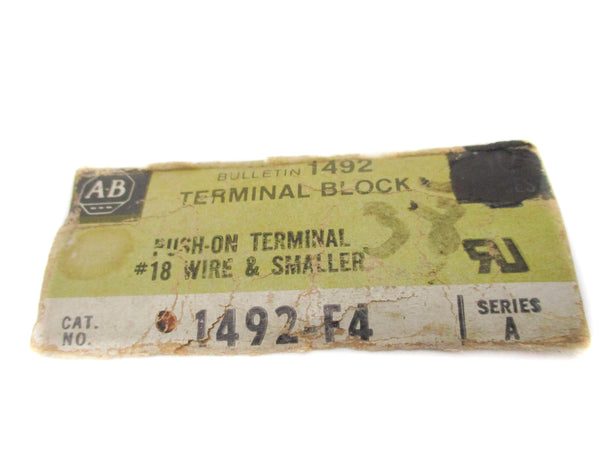 A-B
BULLETIN 1492
TERMINAL BLOCK
PUSH-ON TERMINAL
#18 WIRE & SMALLER
CAT. NO.
1492-F4
SERIES A